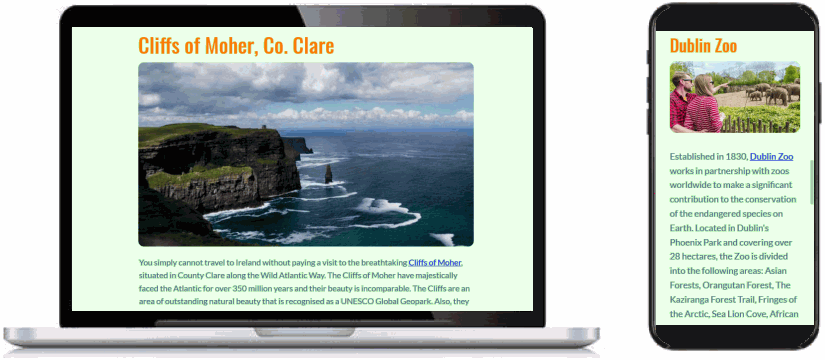 Cliffs of Moher, Co. Clare
You simply cannot travel to Ireland without paying a visit to the breathtaking Cliffs of Moher,
situated in County Clare along the Wild Atlantic Way. The Cliffs of Moher have majestically
faced the Atlantic for over 350 million years and their beauty is incomparable. The Cliffs are an
area of outstanding natural beauty that is recognised as a UNESCO Global Geopark. Also, they
Dublin Zoo
Established in 1830, Dublin Zoo
works in partnership with zoos
worldwide to make a significant
contribution to the conservation
of the endangered species on
Earth. Located in Dublin's
Phoenix Park and covering over
28 hectares, the Zoo is divided
into the following areas: Asian
Forests, Orangutan Forest, The
Kaziranga Forest Trail, Fringes of
the Arctic, Sea Lion Cove, African